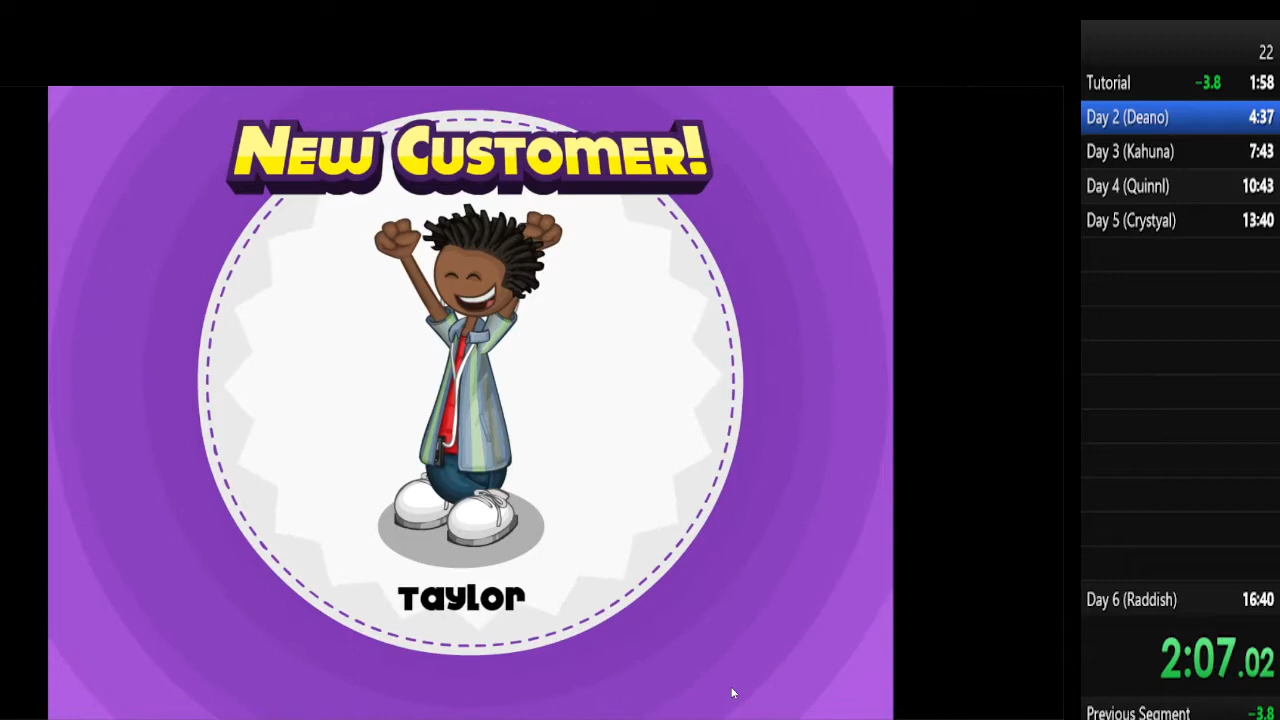 22
Tutorial -3.8 1:58
Day 2 (Deano) 4:37
Day 3 (Kahuna) 7:43
Day 4 (Quinnl) 10:43
Day 5 (Crystyal) 13:40
Day 6 (Raddish) 16:40
2:07.02
Previous Segment -3.8
New Customer!
Taylor